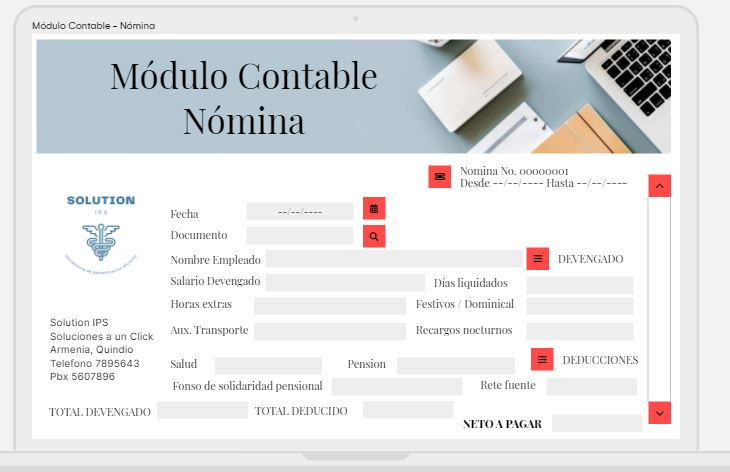 Módulo Contable – Nómina
Módulo Contable
Nómina
Nomina No. 00000001
Desde --/--/---- Hasta --/--/----
SOLUTION
IPS
Fecha --/--/----
Documento
Nombre Empleado DEVENGADO
Salario Devengado Días liquidados
Horas extras Festivos / Dominical
Aux. Transporte Recargos nocturnos
Solution IPS
Soluciones a un Click
Armenia, Quindio
Telefono 7895643
Pbx 5607896
Salud Pension DEDUCCIONES
Fonso de solidaridad pensional Rete fuente
TOTAL DEVENGADO TOTAL DEDUCIDO
NETO A PAGAR